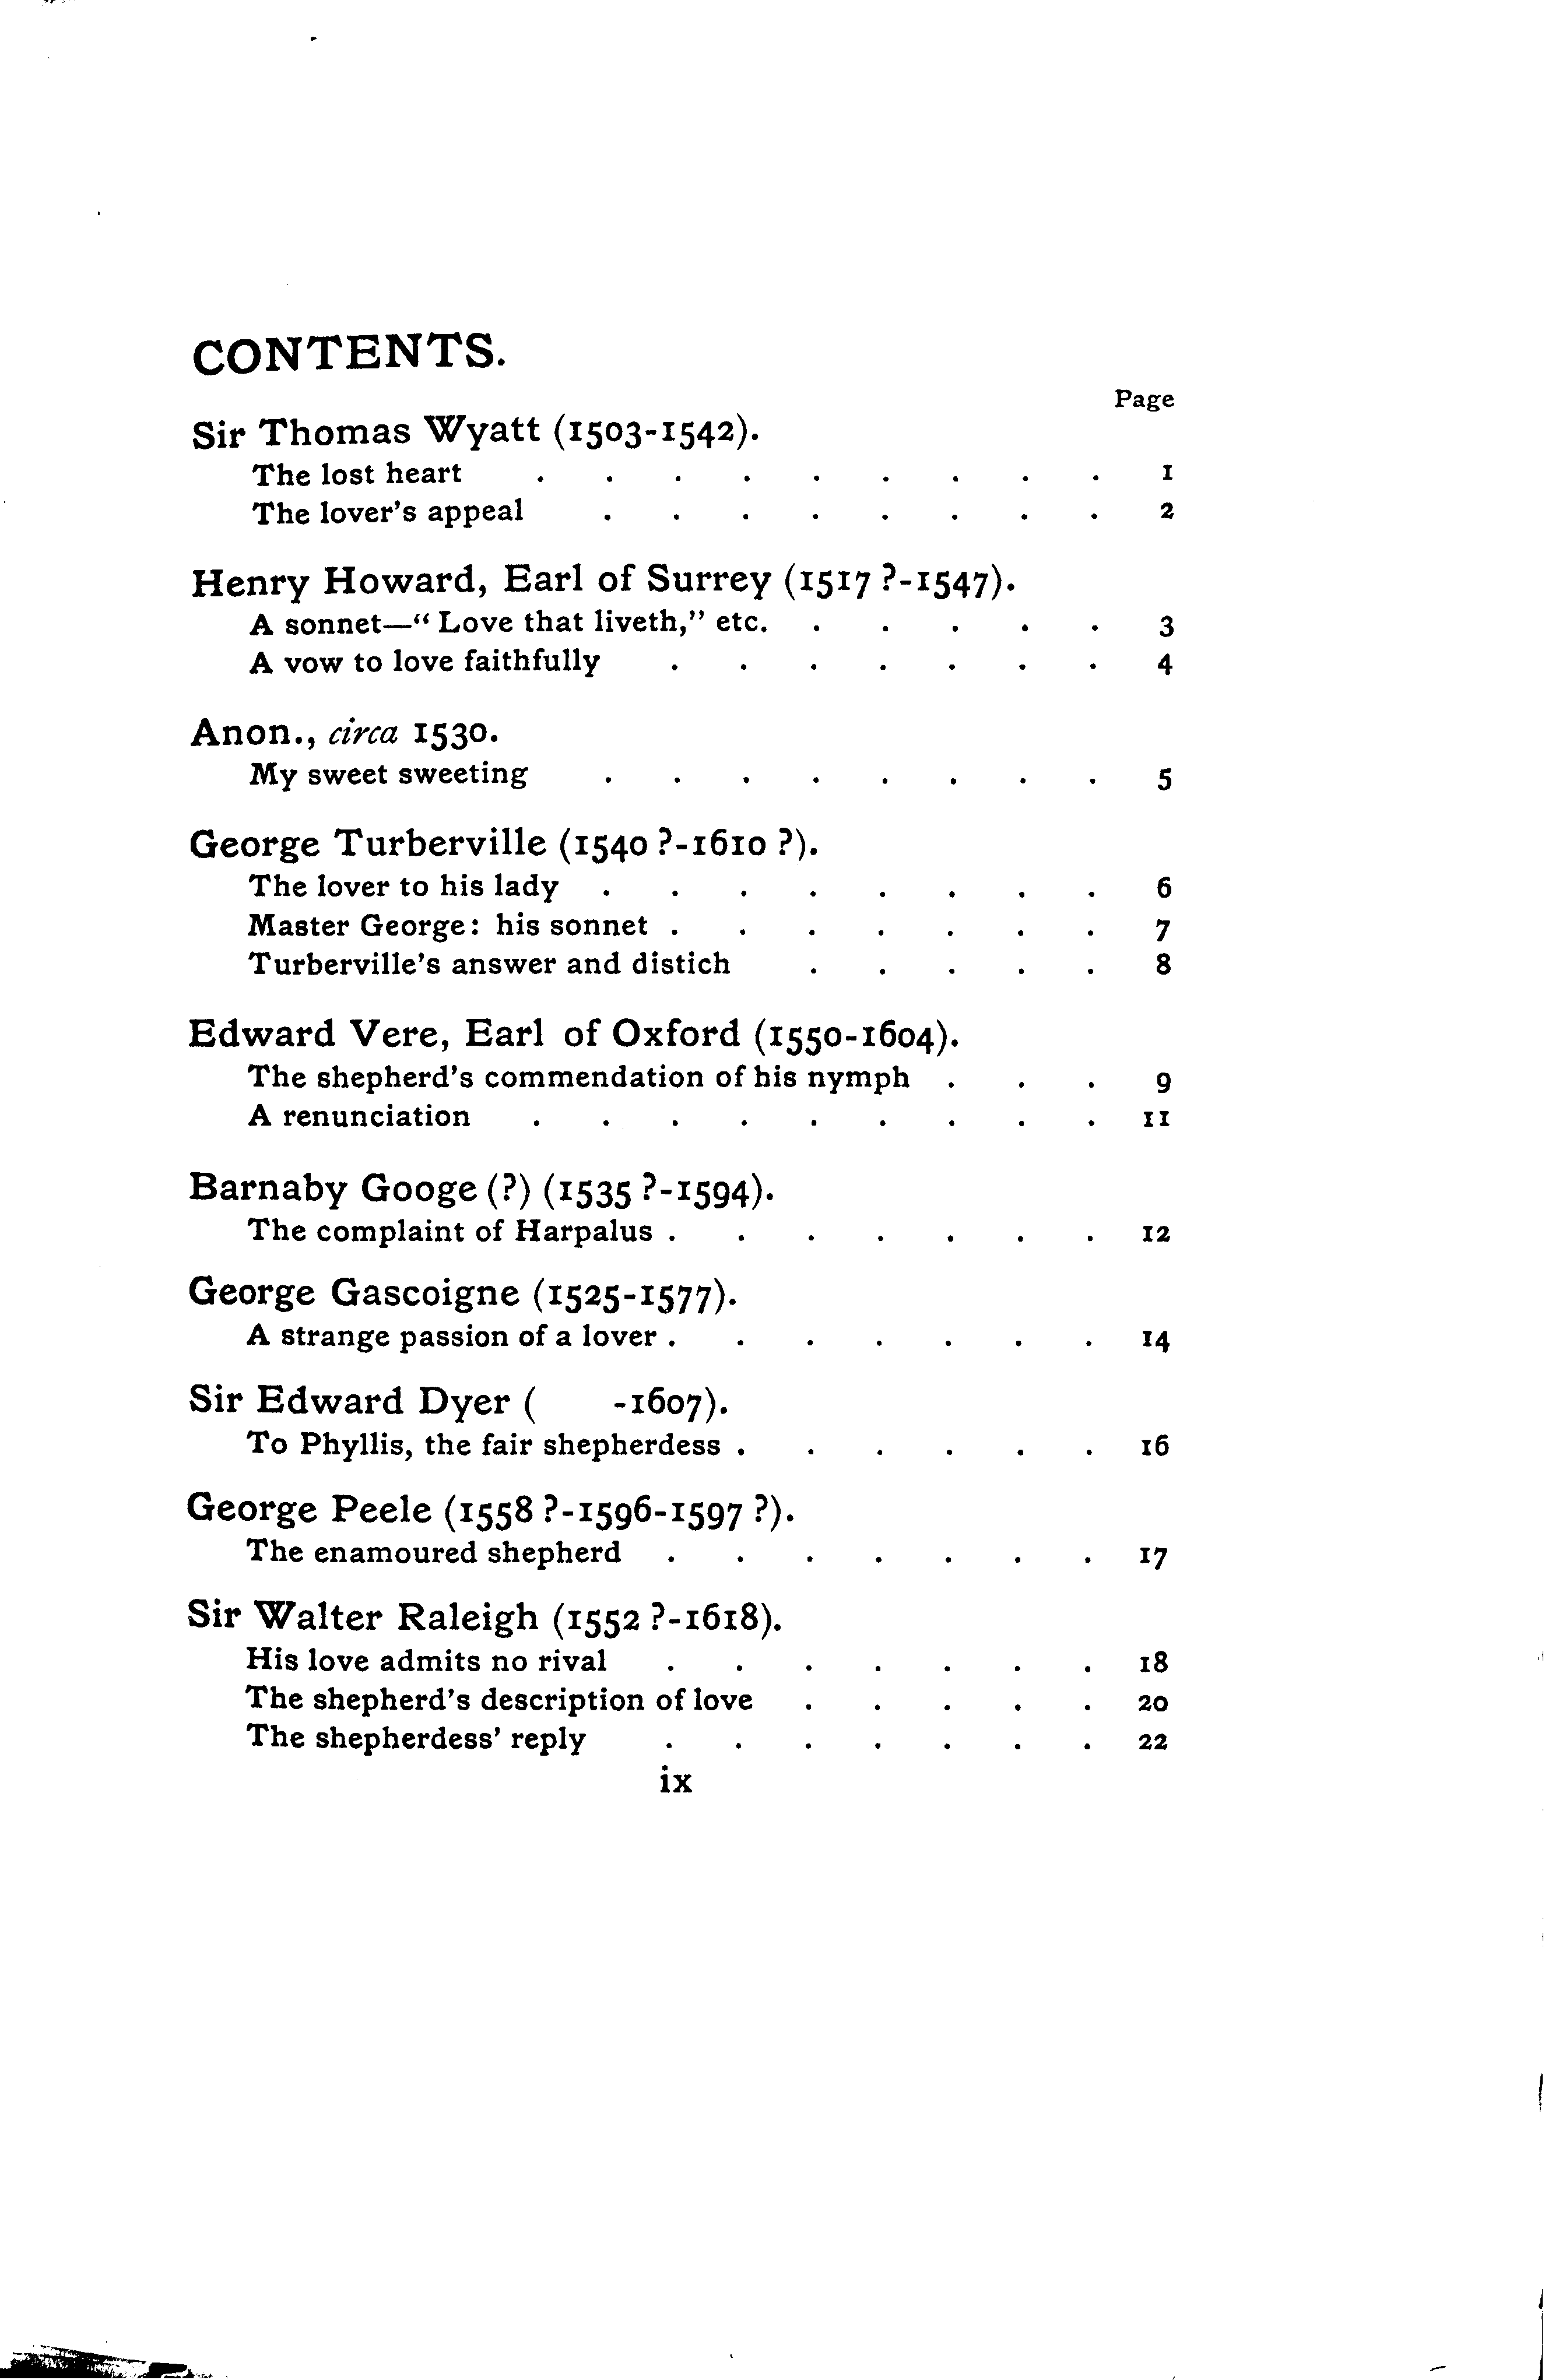 CONTENTS.
Page
Sir Thomas Wyatt (1503-1542).
The lost heart . . . . . . . . . 1
The lover's appeal . . . . . . . . 2
Henry Howard, Earl of Surrey (1517 ?-1547).
A sonnet—“ Love that liveth,” etc. . . . . . 3
A vow to love faithfully . . . . . . . 4
Anon., circa 1530.
My sweet sweeting . . . . . . . . 5
George Turberville (1540 ?-1610 ?).
The lover to his lady . . . . . . . . 6
Master George: his sonnet . . . . . . . 7
Turberville's answer and distich . . . . . 8
Edward Vere, Earl of Oxford (1550-1604).
The shepherd's commendation of his nymph . . . 9
A renunciation . . . . . . . . . 11
Barnaby Googe (?) (1535 ?-1594).
The complaint of Harpalus . . . . . . . 12
George Gascoigne (1525-1577).
A strange passion of a lover . . . . . . . 14
Sir Edward Dyer ( -1607).
To Phyllis, the fair shepherdess . . . . . . 16
George Peele (1558 ?-1596-1597 ?).
The enamoured shepherd . . . . . . . 17
Sir Walter Raleigh (1552 ?-1618).
His love admits no rival . . . . . . . 18
The shepherd's description of love . . . . . 20
The shepherdess' reply . . . . . . . 22
ix